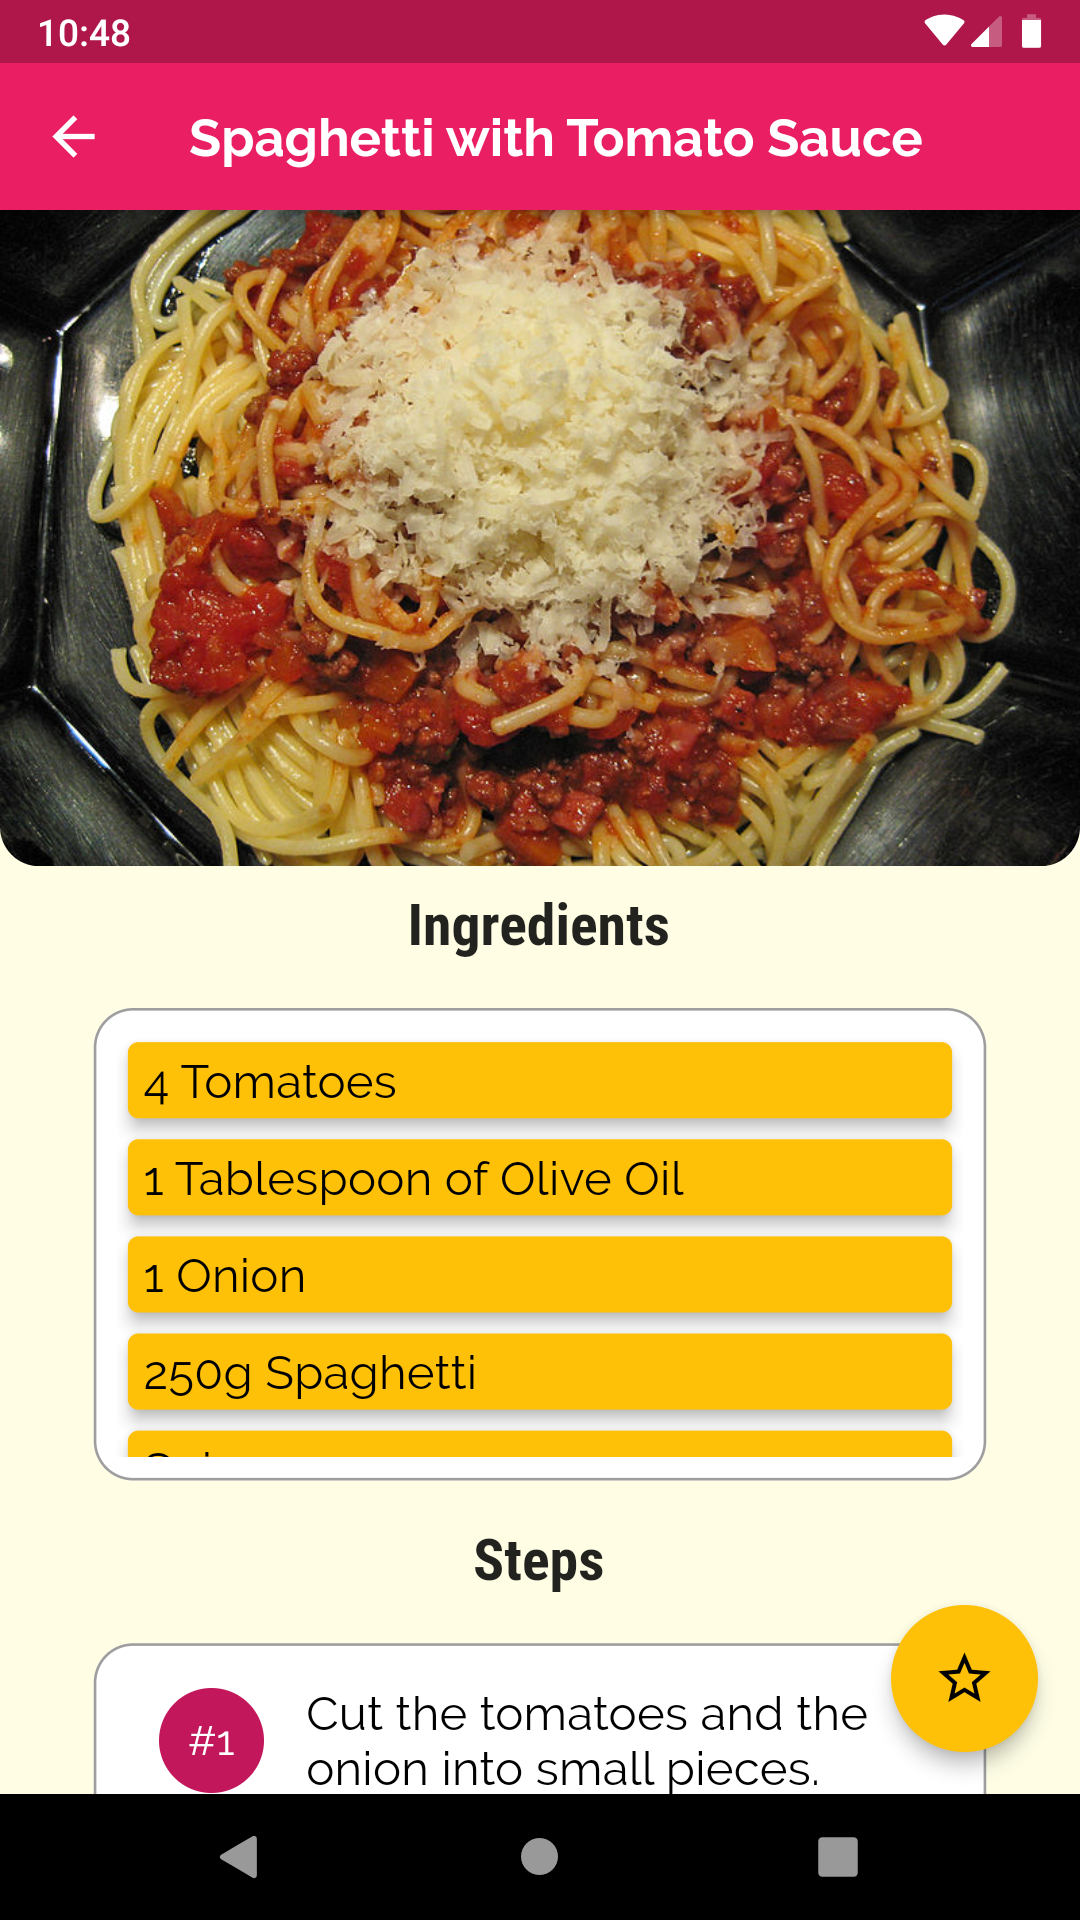 10:48
Spaghetti with Tomato Sauce
Ingredients
4 Tomatoes
1 Tablespoon of Olive Oil
1 Onion
250g Spaghetti
Steps
#1
Cut the tomatoes and the
onion into small pieces.